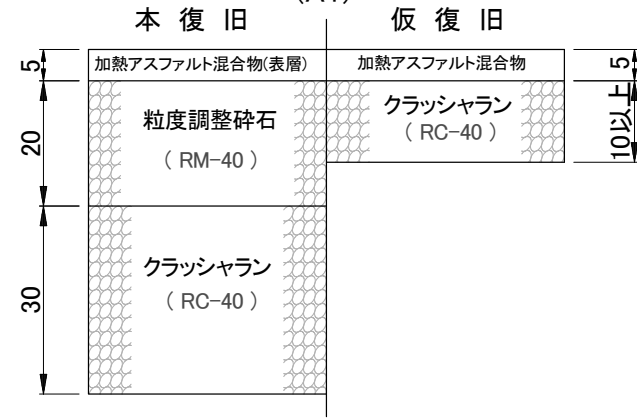 本 復 旧
仮 復 旧
加熱アスファルト混合物(表層)
加熱アスファルト混合物
粒度調整砕石
( RM-40 )
クラッシャラン
( RC-40 )
クラッシャラン
( RC-40 )
5
20
30
5
10以上